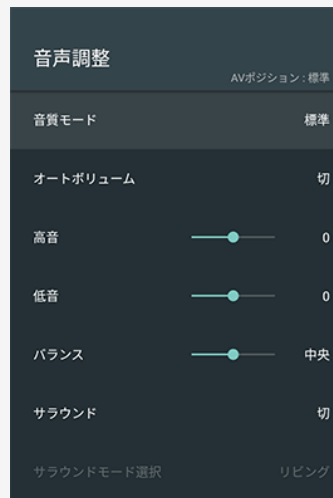 音声調整
AVポジション : 標準
音質モード 標準
オートボリューム 切
高音 0
低音 0
バランス 中央
サラウンド 切
サラウンドモード選択 リビング